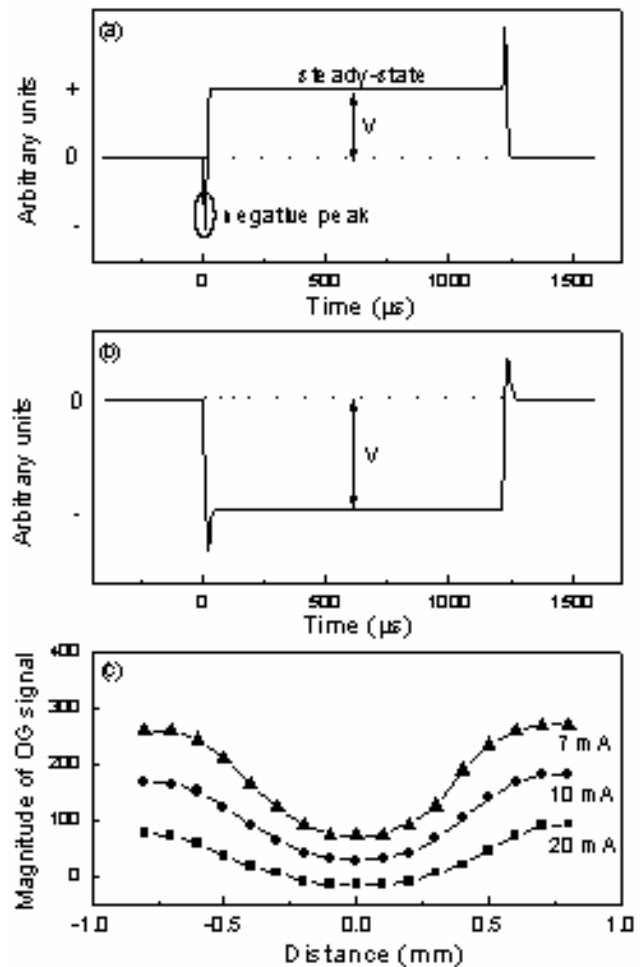 (a)
steady-state
+
V
0
negative peak
-
Arbitrary units
0 500 1000 1500
Time (µs)
(b)
0
V
-
Arbitrary units
0 500 1000 1500
Time (µs)
400
(c)
300
200
100
0
7 mA
10 mA
20 mA
Magnitude of OG signal
-1.0 -0.5 0.0 0.5 1.0
Distance (mm)